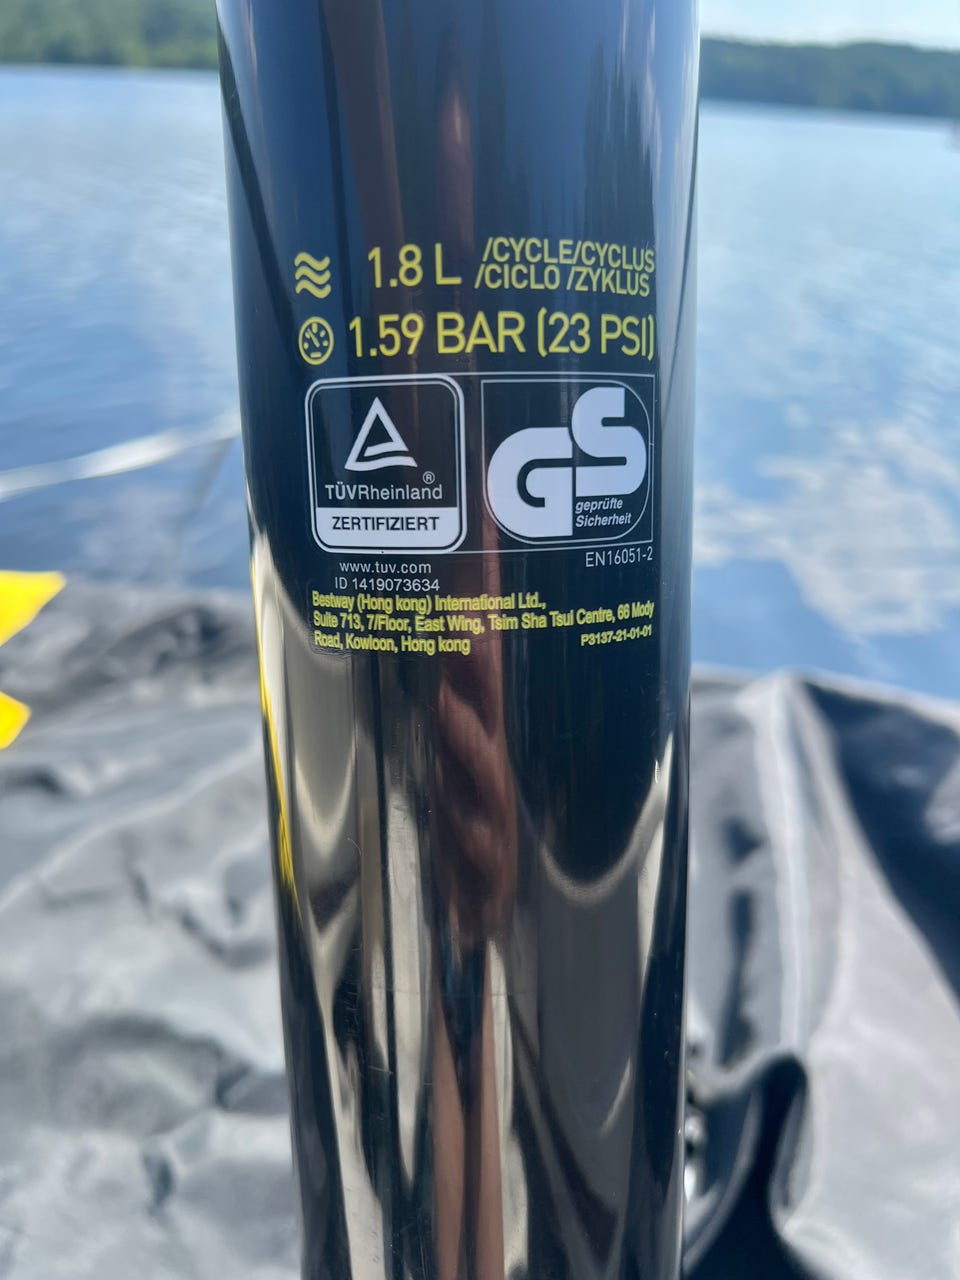 1.8 L /CYCLE/CYCLUS
/CICLO /ZYKLUS
1.59 BAR (23 PSI)
TÜVRheinland®
ZERTIFIZIERT
GS
geprüfte
Sicherheit
www.tuv.com
ID 1419073634
EN16051-2
Bestway (Hong kong) International Ltd.,
Suite 713, 7/Floor, East Wing, Tsim Sha Tsui Centre, 66 Mody
Road, Kowloon, Hong kong
P3137-21-01-01